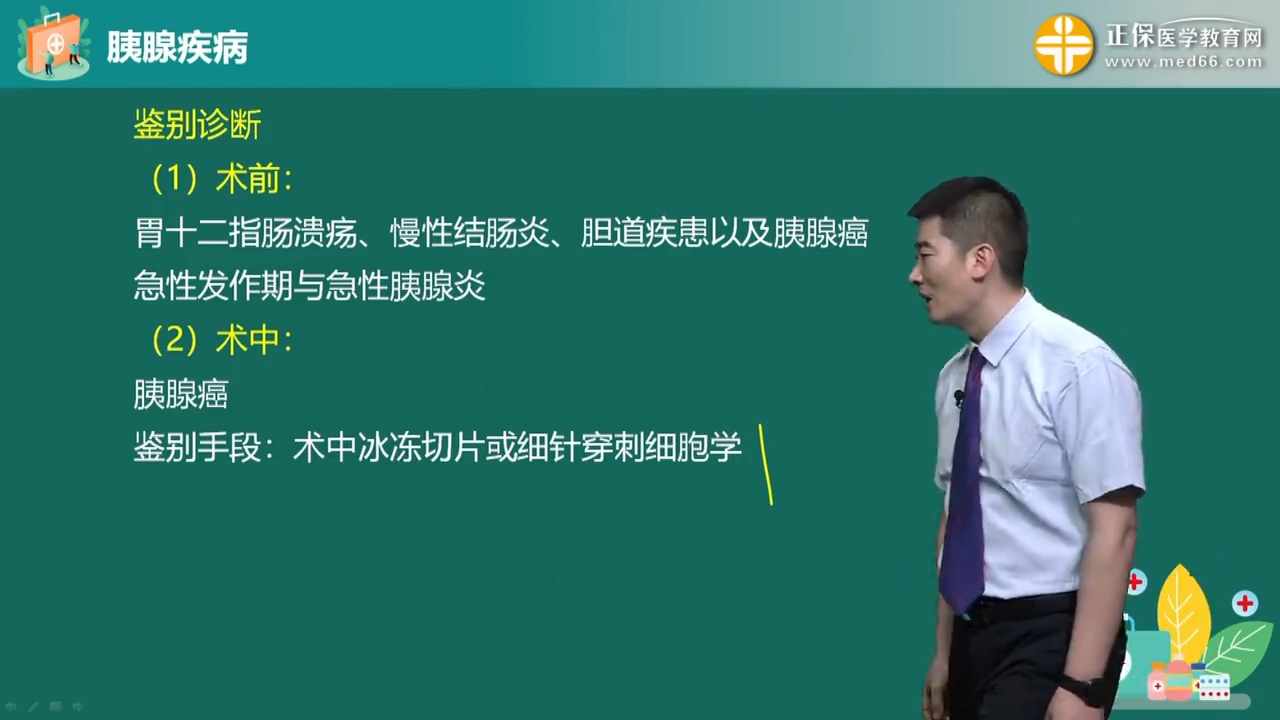 胰腺疾病
正保医学教育网
www.med66.com
鉴别诊断
（1）术前：
胃十二指肠溃疡、慢性结肠炎、胆道疾患以及胰腺癌
急性发作期与急性胰腺炎
（2）术中：
胰腺癌
鉴别手段：术中冰冻切片或细针穿刺细胞学